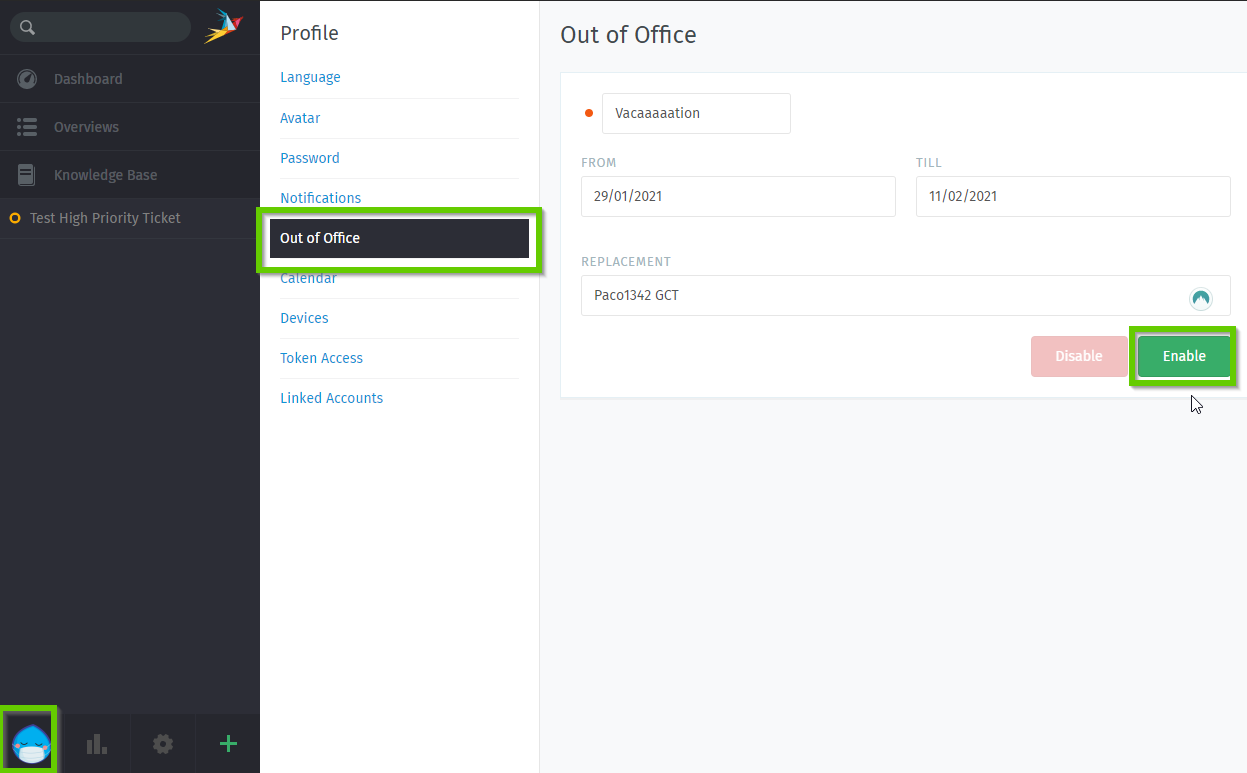 Dashboard
Overviews
Knowledge Base
Test High Priority Ticket
Profile
Language
Avatar
Password
Notifications
Out of Office
Calendar
Devices
Token Access
Linked Accounts
Out of Office
Vacaaaaation
FROM
TILL
29/01/2021
11/02/2021
REPLACEMENT
Paco1342 GCT
Disable
Enable